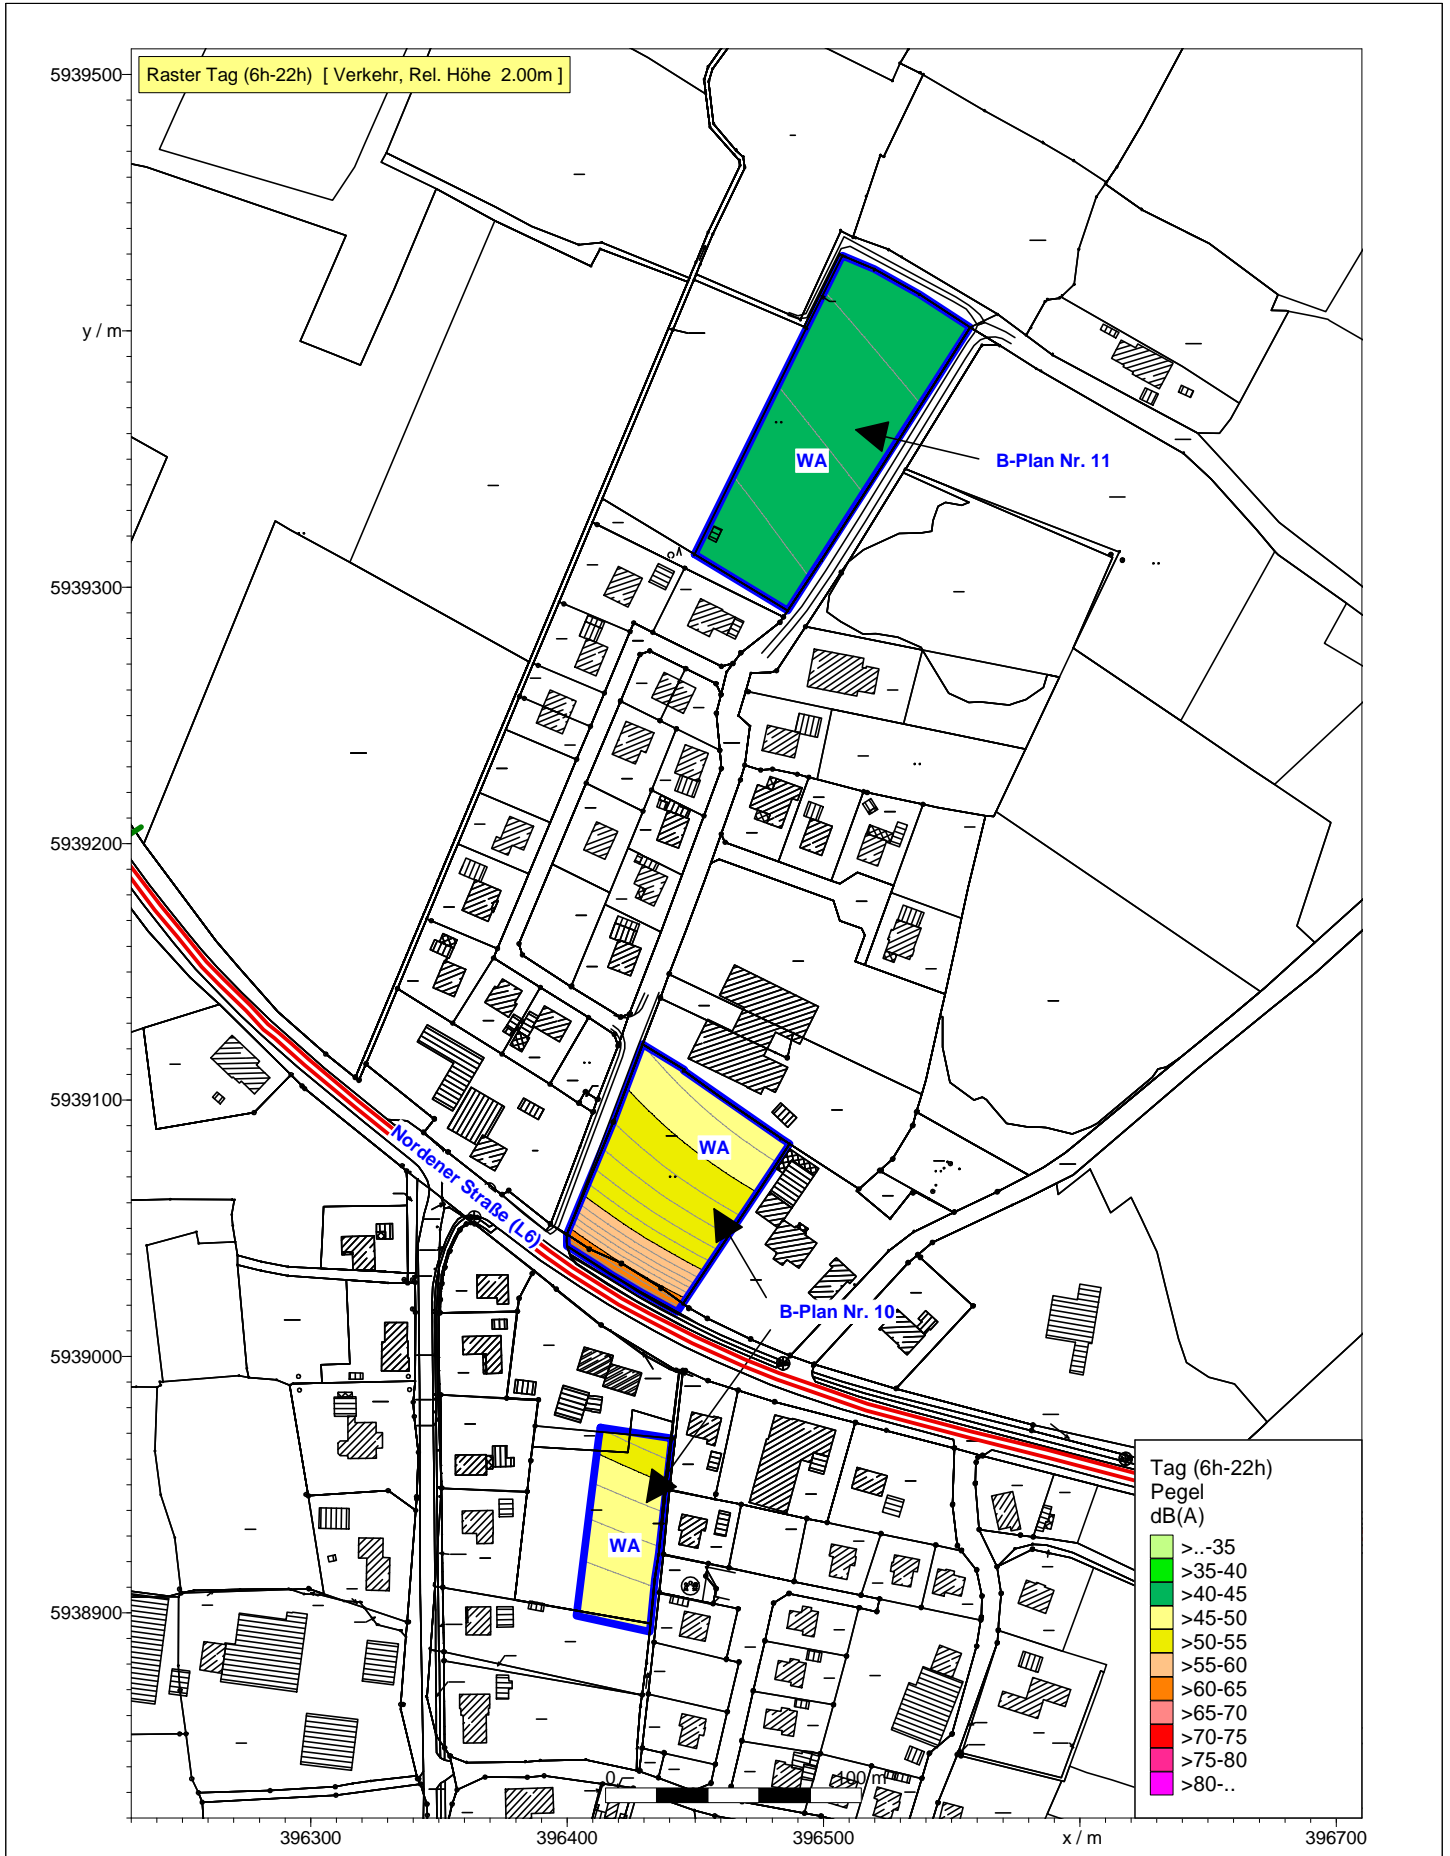 5939500
Raster Tag (6h-22h) [ Verkehr, Rel. Höhe 2.00m ]
y / m
WA
B-Plan Nr. 11
5939300
5939200
5939100
Nordener Straße (L6)
WA
B-Plan Nr. 10
5939000
WA
5938900
Tag (6h-22h)
Pegel
dB(A)
>..-35
>35-40
>40-45
>45-50
>50-55
>55-60
>60-65
>65-70
>70-75
>75-80
>80-..
0
100 m
396300
396400
396500
x / m
396700